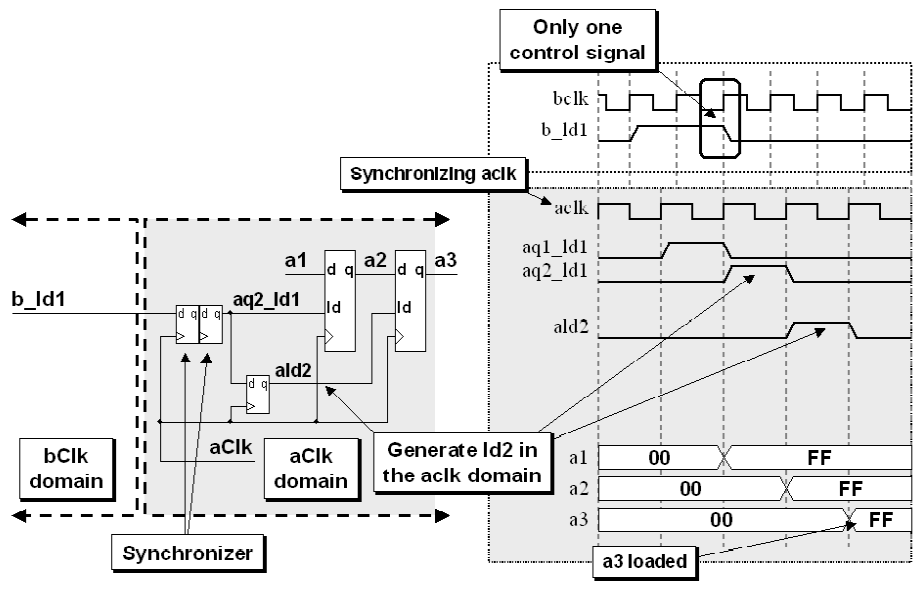 Only one
control signal
bclk
b_ld1
Synchronizing aclk
aclk
aq1_ld1
aq2_ld1
ald2
a1
d q
a2
d q
a3
b_ld1
d q
d q
aq2_ld1
ld
ld
d q
ald2
aClk
bClk
domain
aClk
domain
Generate ld2 in
the aclk domain
Synchronizer
a1
00
FF
a2
00
FF
a3
00
FF
a3 loaded